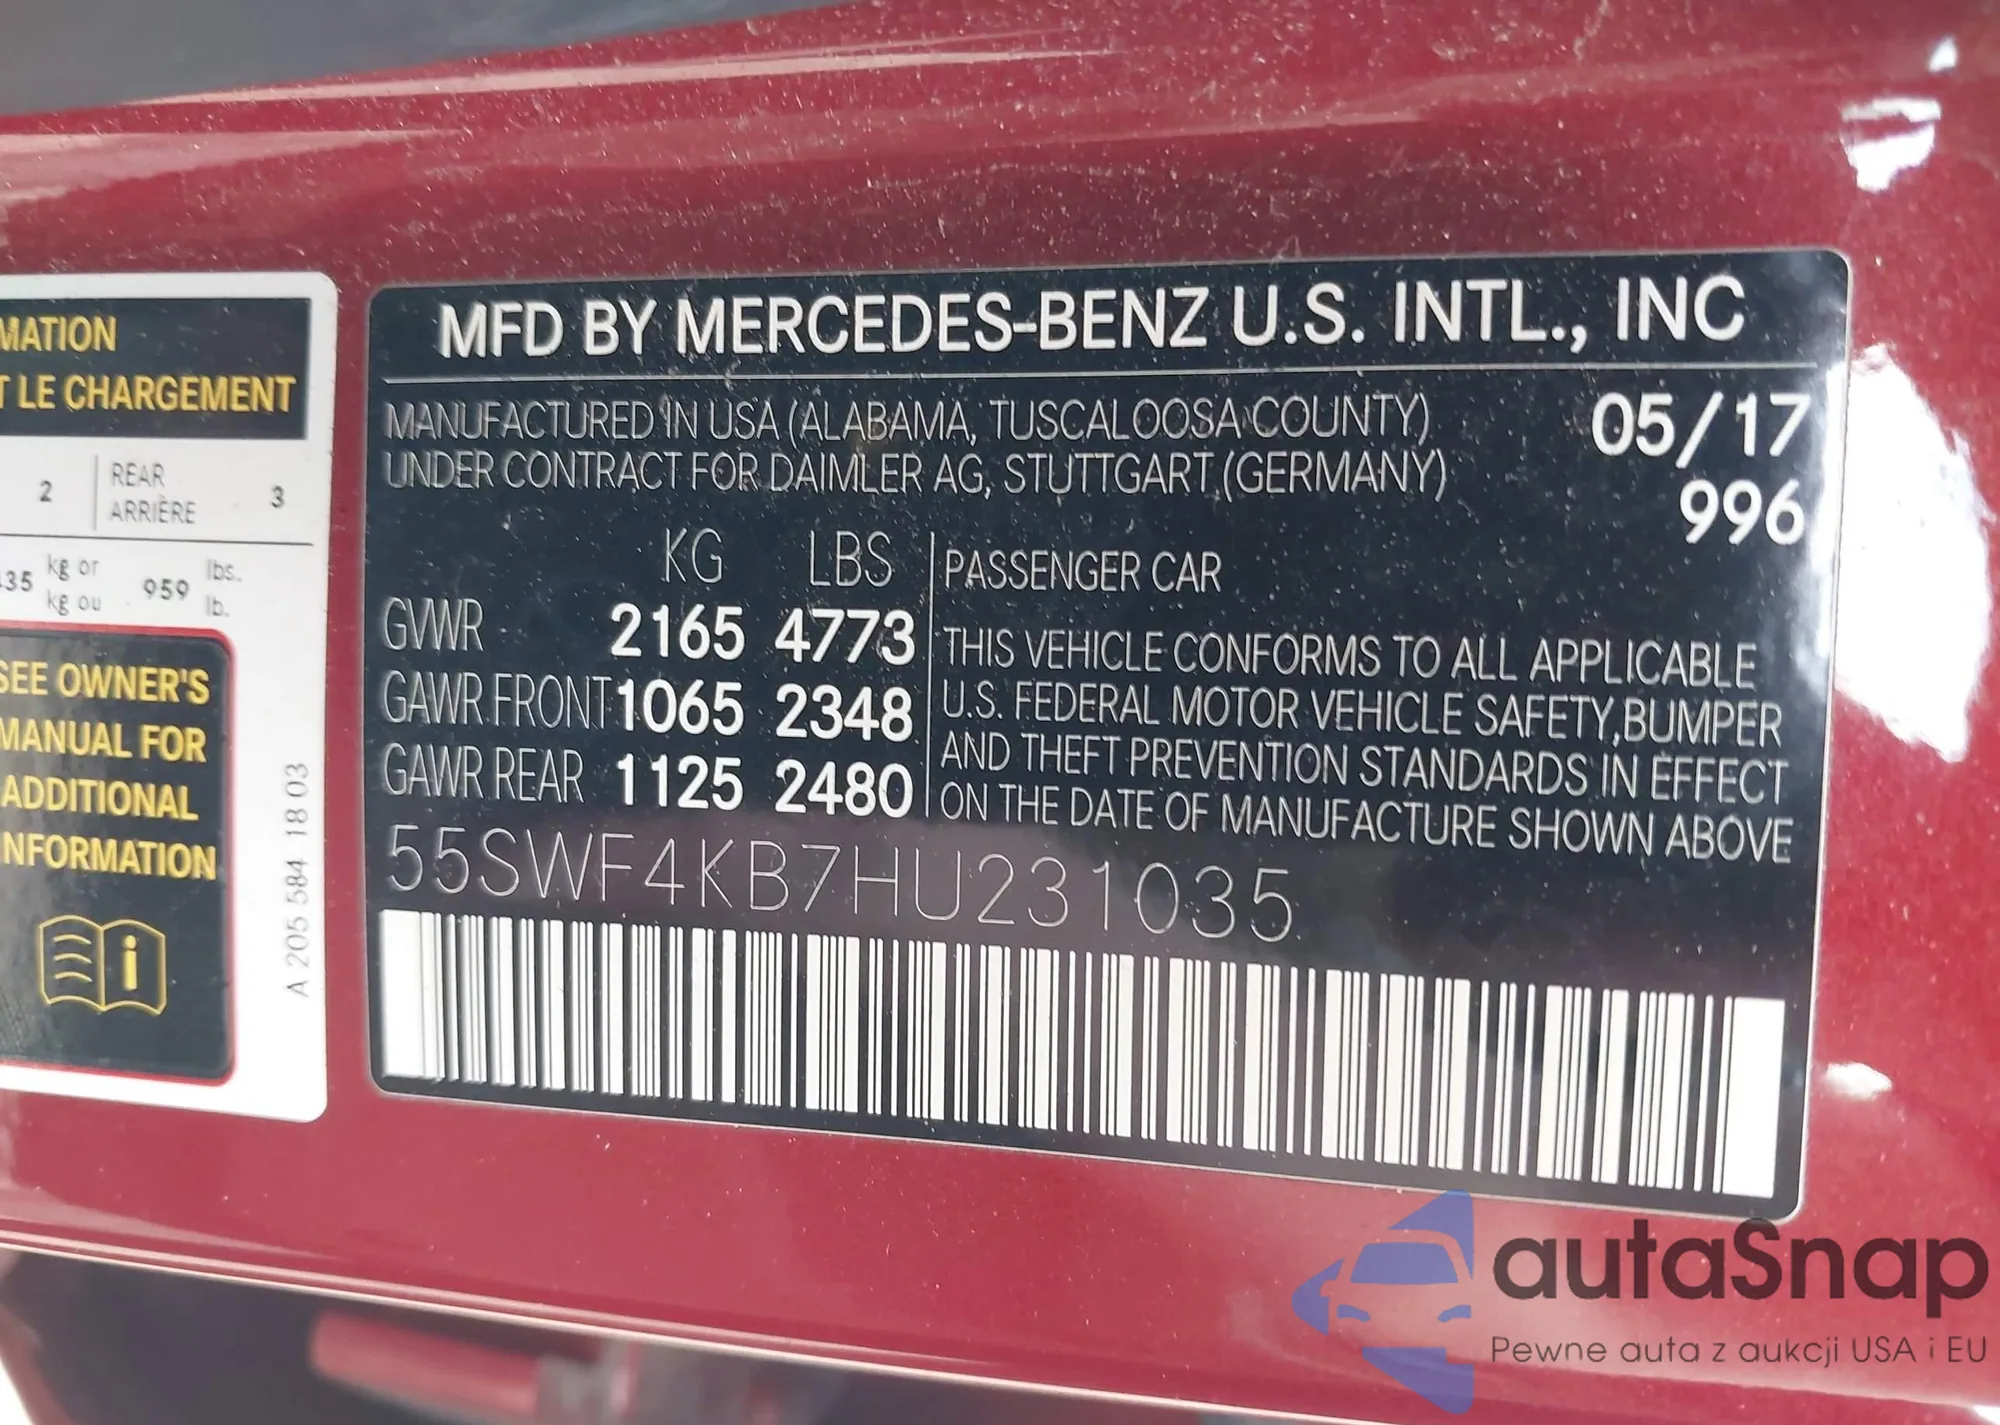 MATION
T LE CHARGEMENT
2 REAR 3
ARRIÈRE
35 kg or 959 lbs.
kg ou lb.
SEE OWNER'S
MANUAL FOR
ADDITIONAL
INFORMATION
A 205 584 18 03
MFD BY MERCEDES-BENZ U.S. INTL., INC
MANUFACTURED IN USA (ALABAMA, TUSCALOOSA COUNTY) 05/17
UNDER CONTRACT FOR DAIMLER AG, STUTTGART (GERMANY) 996
KG LBS
GVWR 2165 4773
GAWR FRONT 1065 2348
GAWR REAR 1125 2480
PASSENGER CAR
THIS VEHICLE CONFORMS TO ALL APPLICABLE
U.S. FEDERAL MOTOR VEHICLE SAFETY, BUMPER
AND THEFT PREVENTION STANDARDS IN EFFECT
ON THE DATE OF MANUFACTURE SHOWN ABOVE
55SWF4KB7HU231035
autaSnap
Pewne auta z aukcji USA i EU